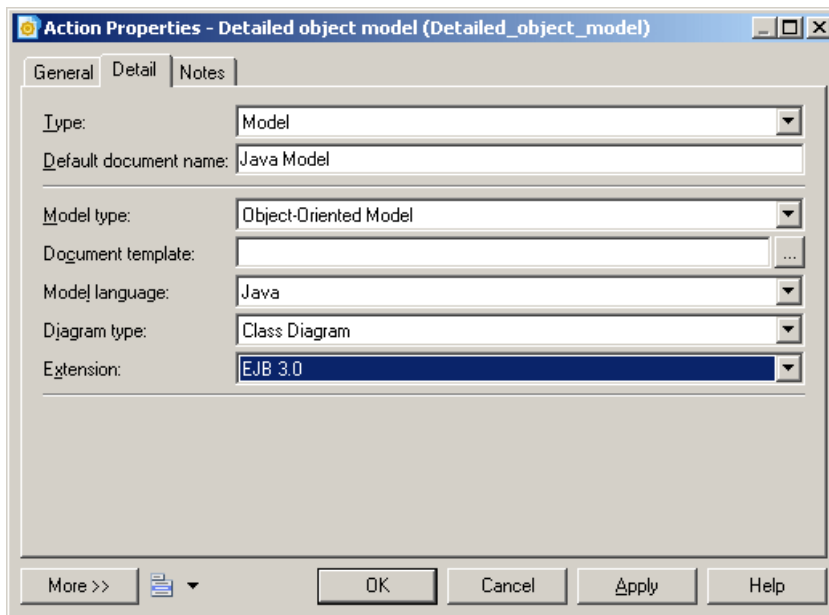 Action Properties - Detailed object model (Detailed_object_model)
General Detail Notes
Type: Model
Default document name: Java Model
Model type: Object-Oriented Model
Document template: ...
Model language: Java
Diagram type: Class Diagram
Extension: EJB 3.0
More >> OK Cancel Apply Help